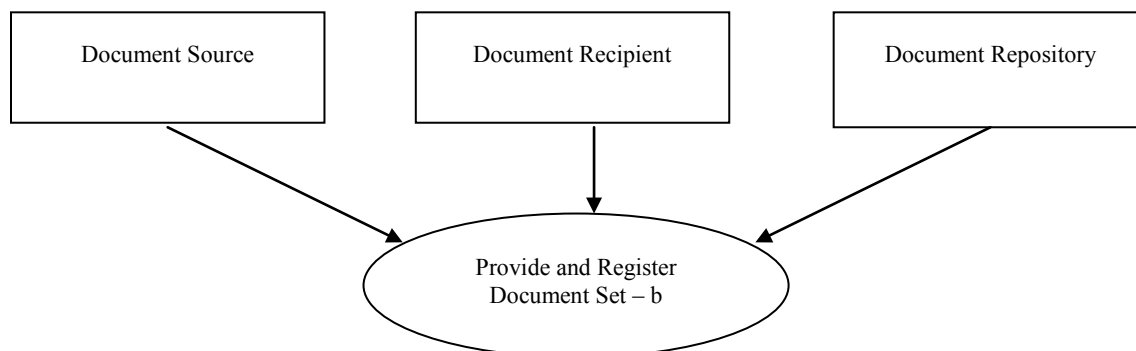 Document Source
Document Recipient
Document Repository
Provide and Register
Document Set – b